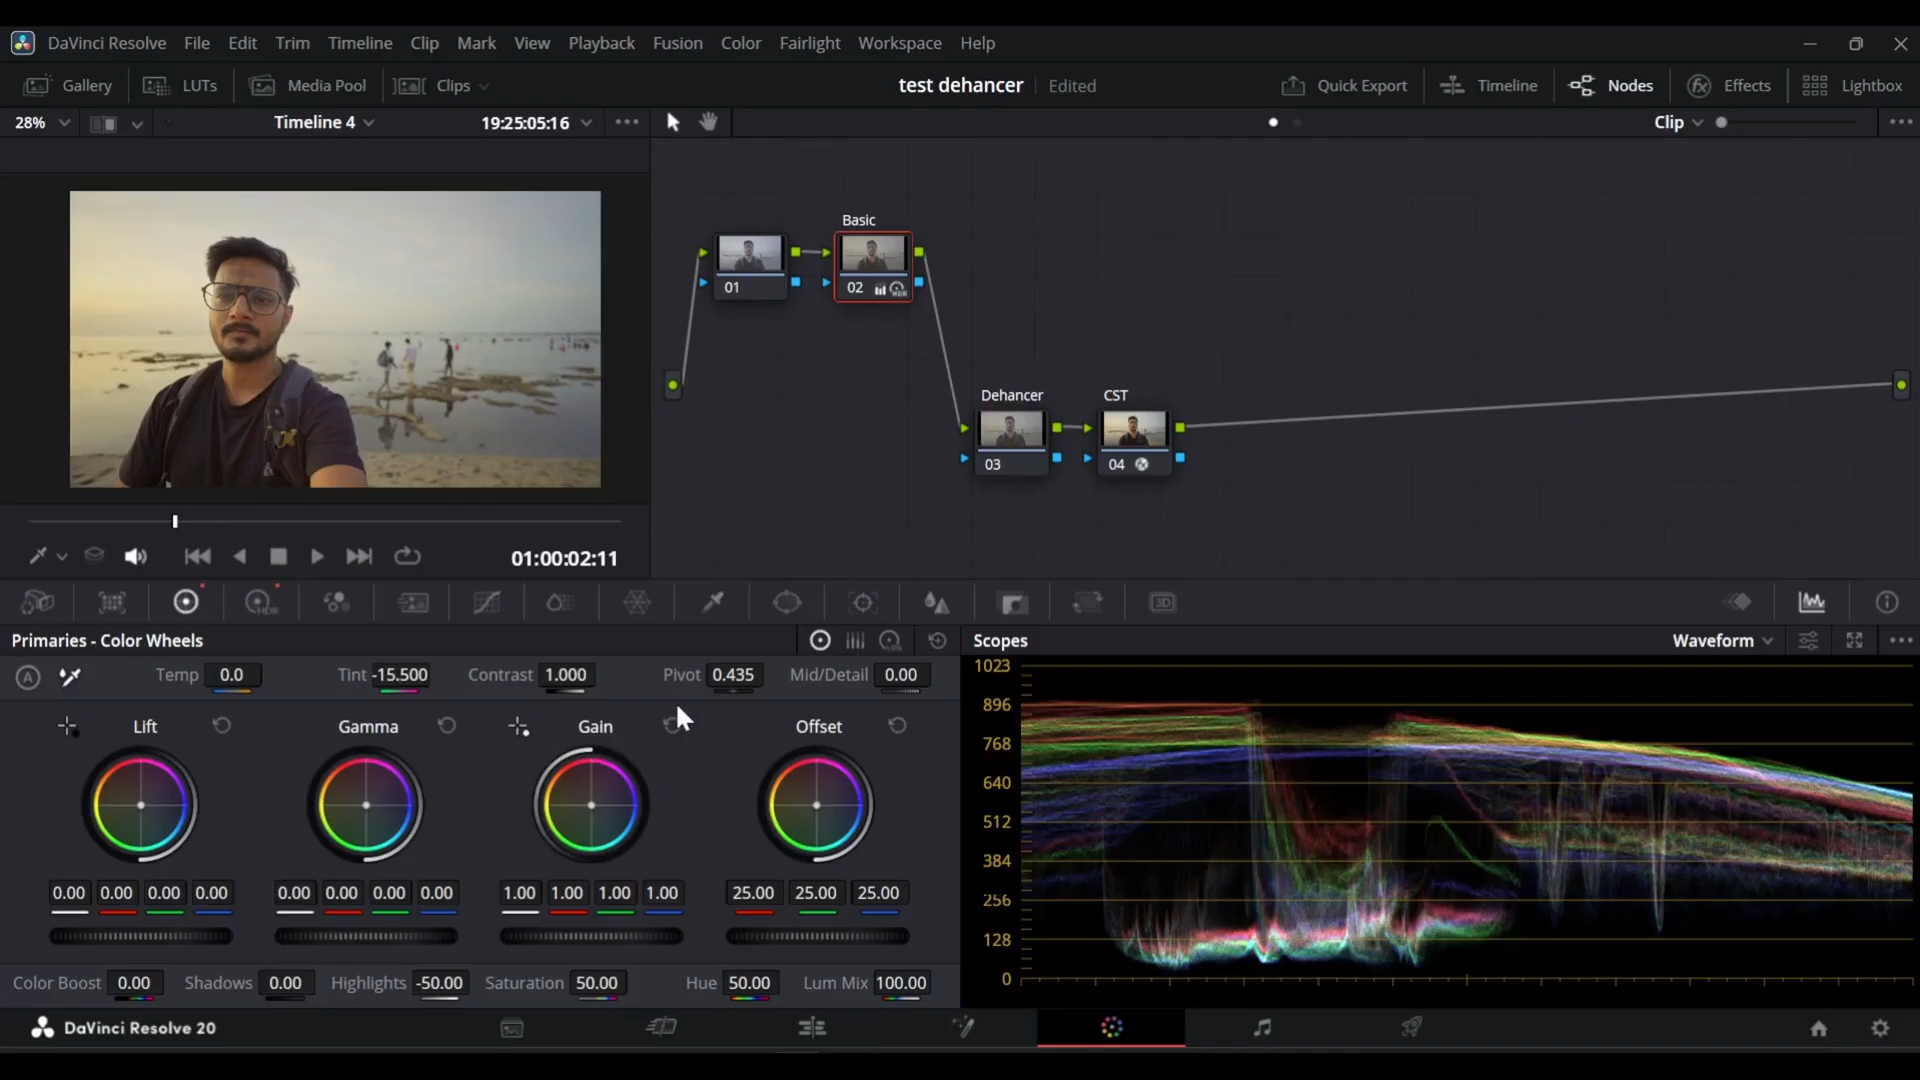 DaVinci Resolve File Edit Trim Timeline Clip Mark View Playback Fusion Color Fairlight Workspace Help
Gallery LUTs Media Pool Clips test dehancer Edited Quick Export Timeline Nodes Effects Lightbox
28% Timeline 4 19:25:05:16 Clip
Basic
01 02 HDR
Dehancer CST
03 04
01:00:02:11
HDR 3D
Primaries - Color Wheels Scopes Waveform
A Temp 0.0 Tint -15.500 Contrast 1.000 Pivot 0.435 Mid/Detail 0.00
Lift Gamma Gain Offset
0.00 0.00 0.00 0.00 0.00 0.00 0.00 0.00 1.00 1.00 1.00 1.00 25.00 25.00 25.00
Color Boost 0.00 Shadows 0.00 Highlights -50.00 Saturation 50.00 Hue 50.00 Lum Mix 100.00
1023
896
768
640
512
384
256
128
0
DaVinci Resolve 20